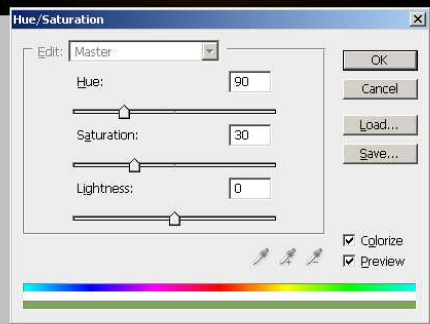 Hue/Saturation
Edit: Master
Hue: 90
Saturation: 30
Lightness: 0
OK
Cancel
Load...
Save...
Colorize
Preview